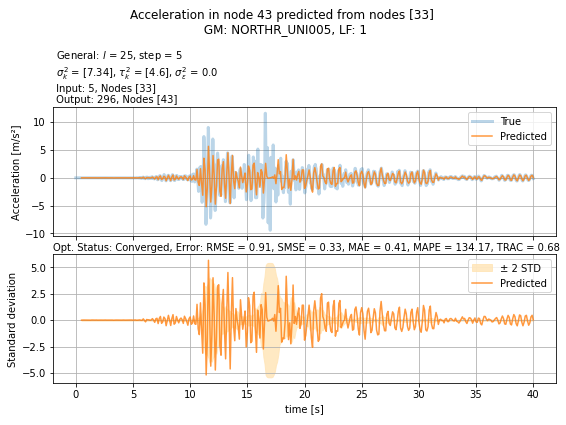 Acceleration in node 43 predicted from nodes [33]
GM: NORTHR_UNI005, LF: 1
General: l = 25, step = 5
σ²ₖ = [7.34], τ²ₖ = [4.6], σ²ε = 0.0
Input: 5, Nodes [33]
Output: 296, Nodes [43]
Acceleration [m/s²]
10
5
0
−5
−10
True
Predicted
Opt. Status: Converged, Error: RMSE = 0.91, SMSE = 0.33, MAE = 0.41, MAPE = 134.17, TRAC = 0.68
Standard deviation
5.0
2.5
0.0
−2.5
−5.0
± 2 STD
Predicted
0 5 10 15 20 25 30 35 40
time [s]